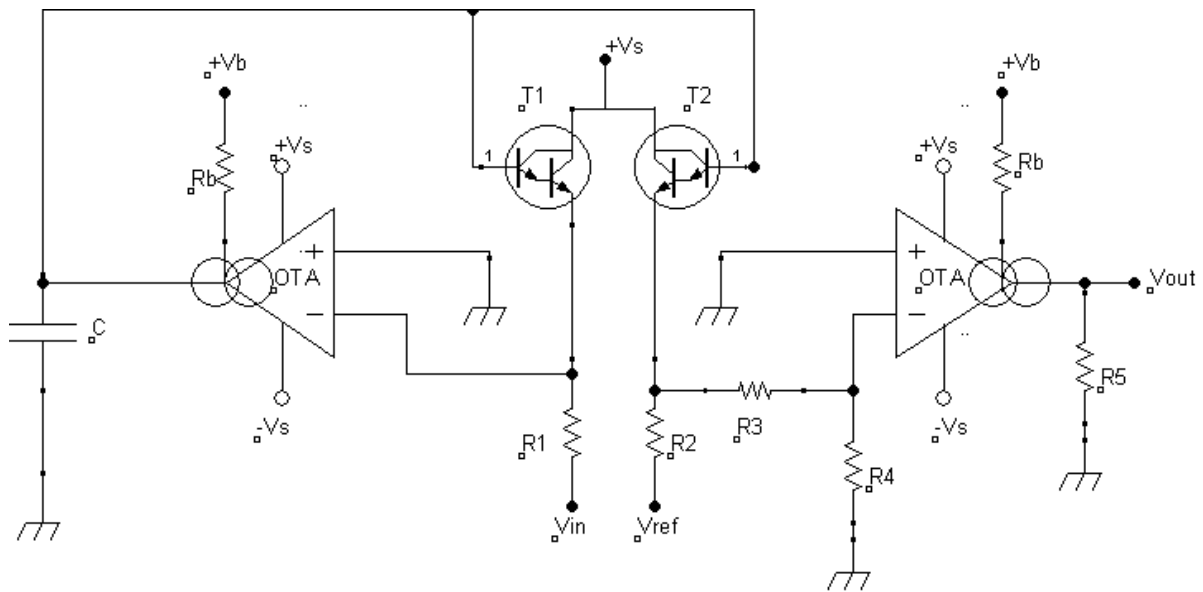 +Vs
+Vb
+Vb
T1
T2
+Vs
+Vs
1
1
Rb
Rb
+
+
OTA
OTA
Vout
−
−
C
R5
-Vs
-Vs
R1
R2
R3
R4
Vin
Vref